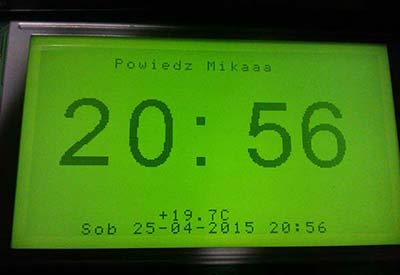 Powiedz Mikaaa
20:56
+19.7C
Sob 25-04-2015 20:56